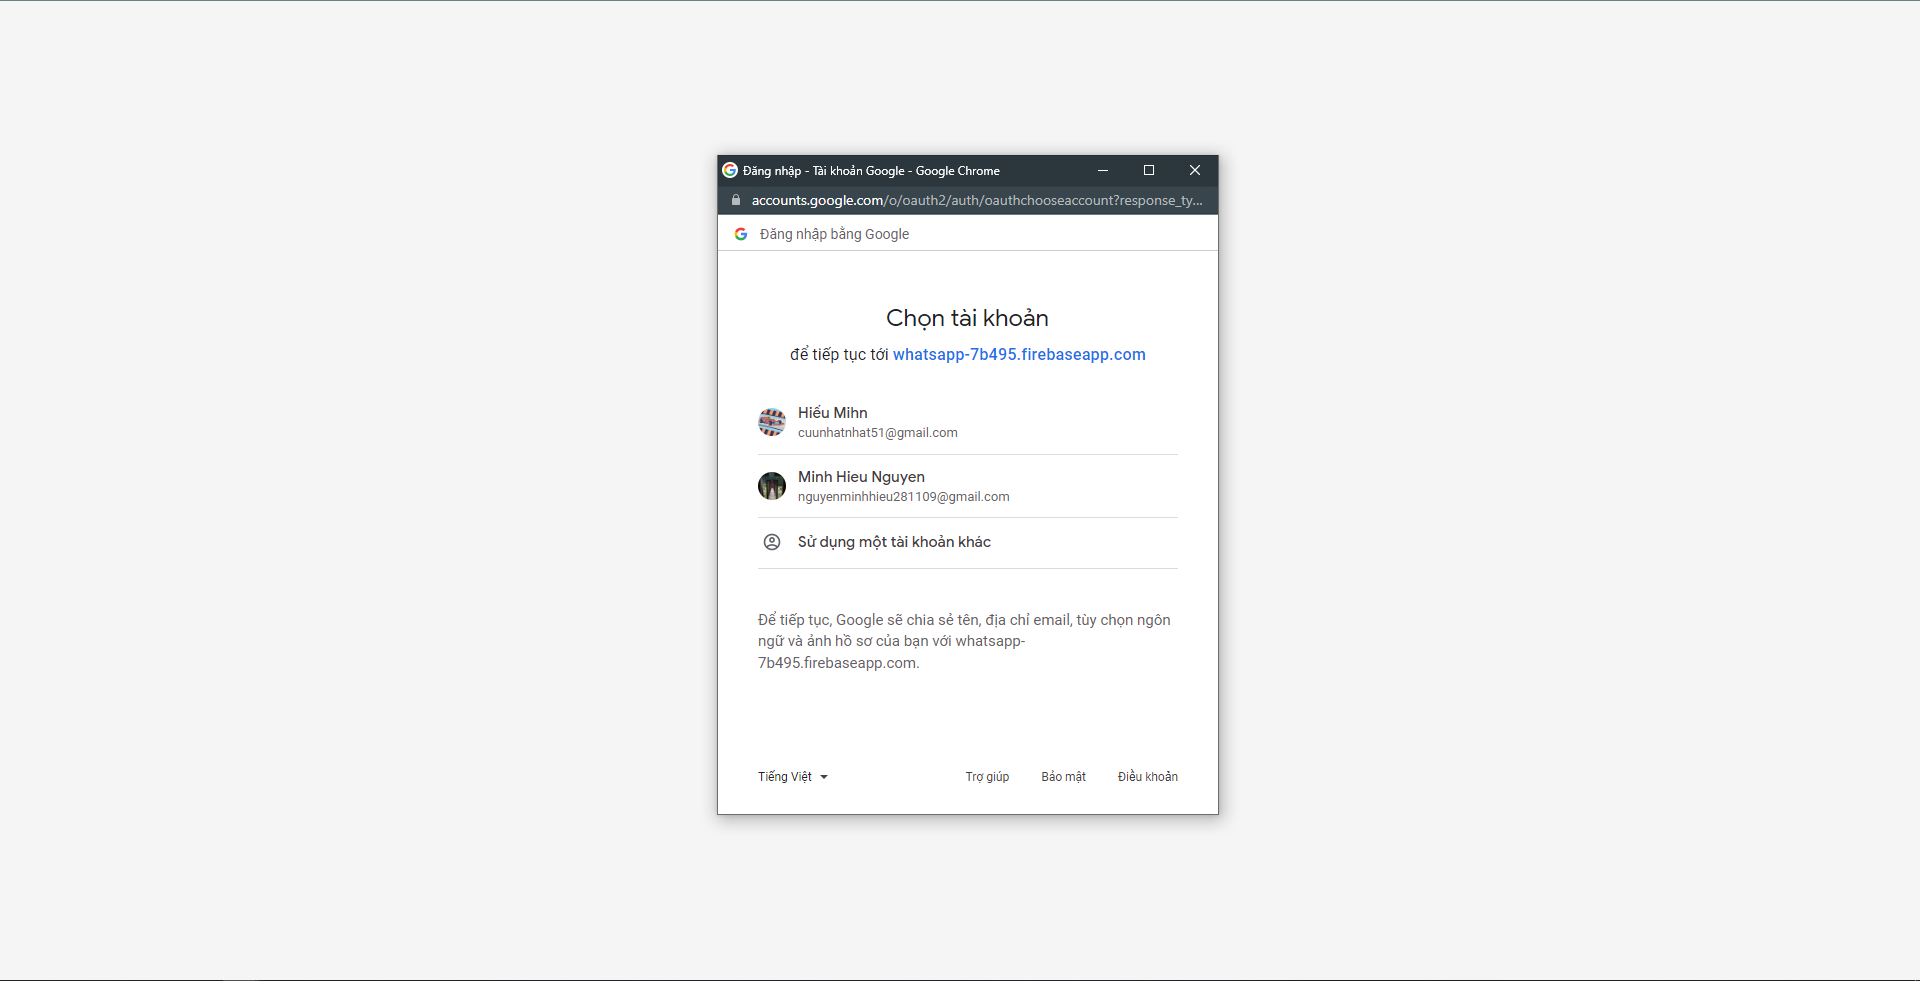 Đăng nhập - Tài khoản Google - Google Chrome
accounts.google.com/o/oauth2/auth/oauthchooseaccount?response_ty...
Đăng nhập bằng Google
Chọn tài khoản
để tiếp tục tới whatsapp-7b495.firebaseapp.com
Hiếu Mihn
cuunhatnhat51@gmail.com
Minh Hieu Nguyen
nguyenminhhieu281109@gmail.com
Sử dụng một tài khoản khác
Để tiếp tục, Google sẽ chia sẻ tên, địa chỉ email, tùy chọn ngôn
ngữ và ảnh hồ sơ của bạn với whatsapp-
7b495.firebaseapp.com.
Tiếng Việt Trợ giúp Bảo mật Điều khoản